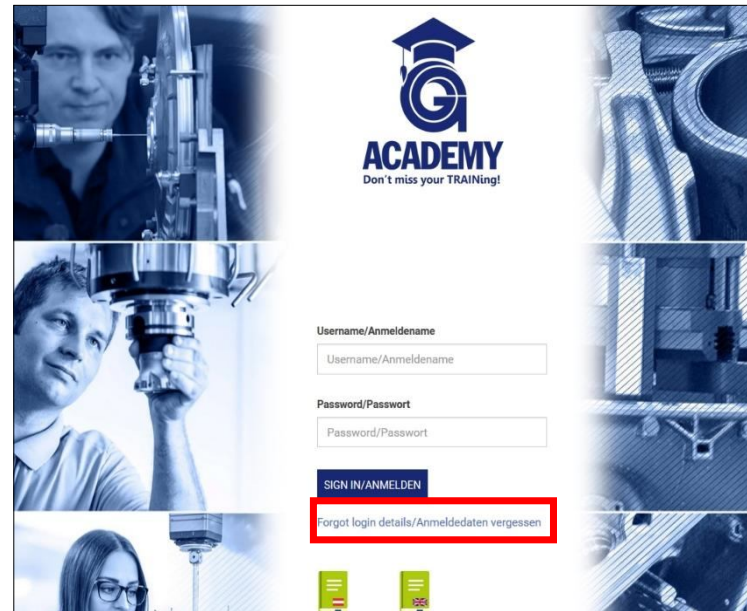 ACADEMY
Don't miss your TRAINing!
Username/Anmeldename
Username/Anmeldename
Password/Passwort
Password/Passwort
SIGN IN/ANMELDEN
Forgot login details/Anmeldedaten vergessen